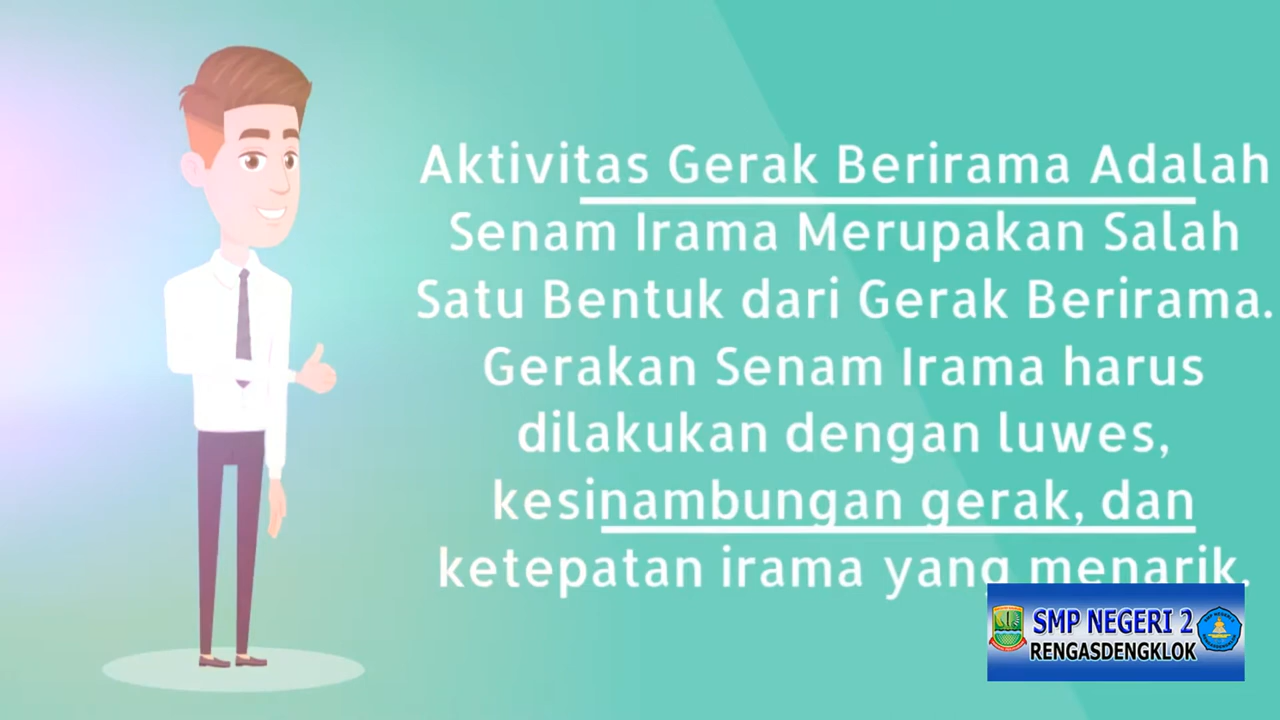 Aktivitas Gerak Berirama Adalah
Senam Irama Merupakan Salah
Satu Bentuk dari Gerak Berirama.
Gerakan Senam Irama harus
dilakukan dengan luwes,
kesinambungan gerak, dan
ketepatan irama yang menarik.
SMP NEGERI 2
RENGASDENGKLOK